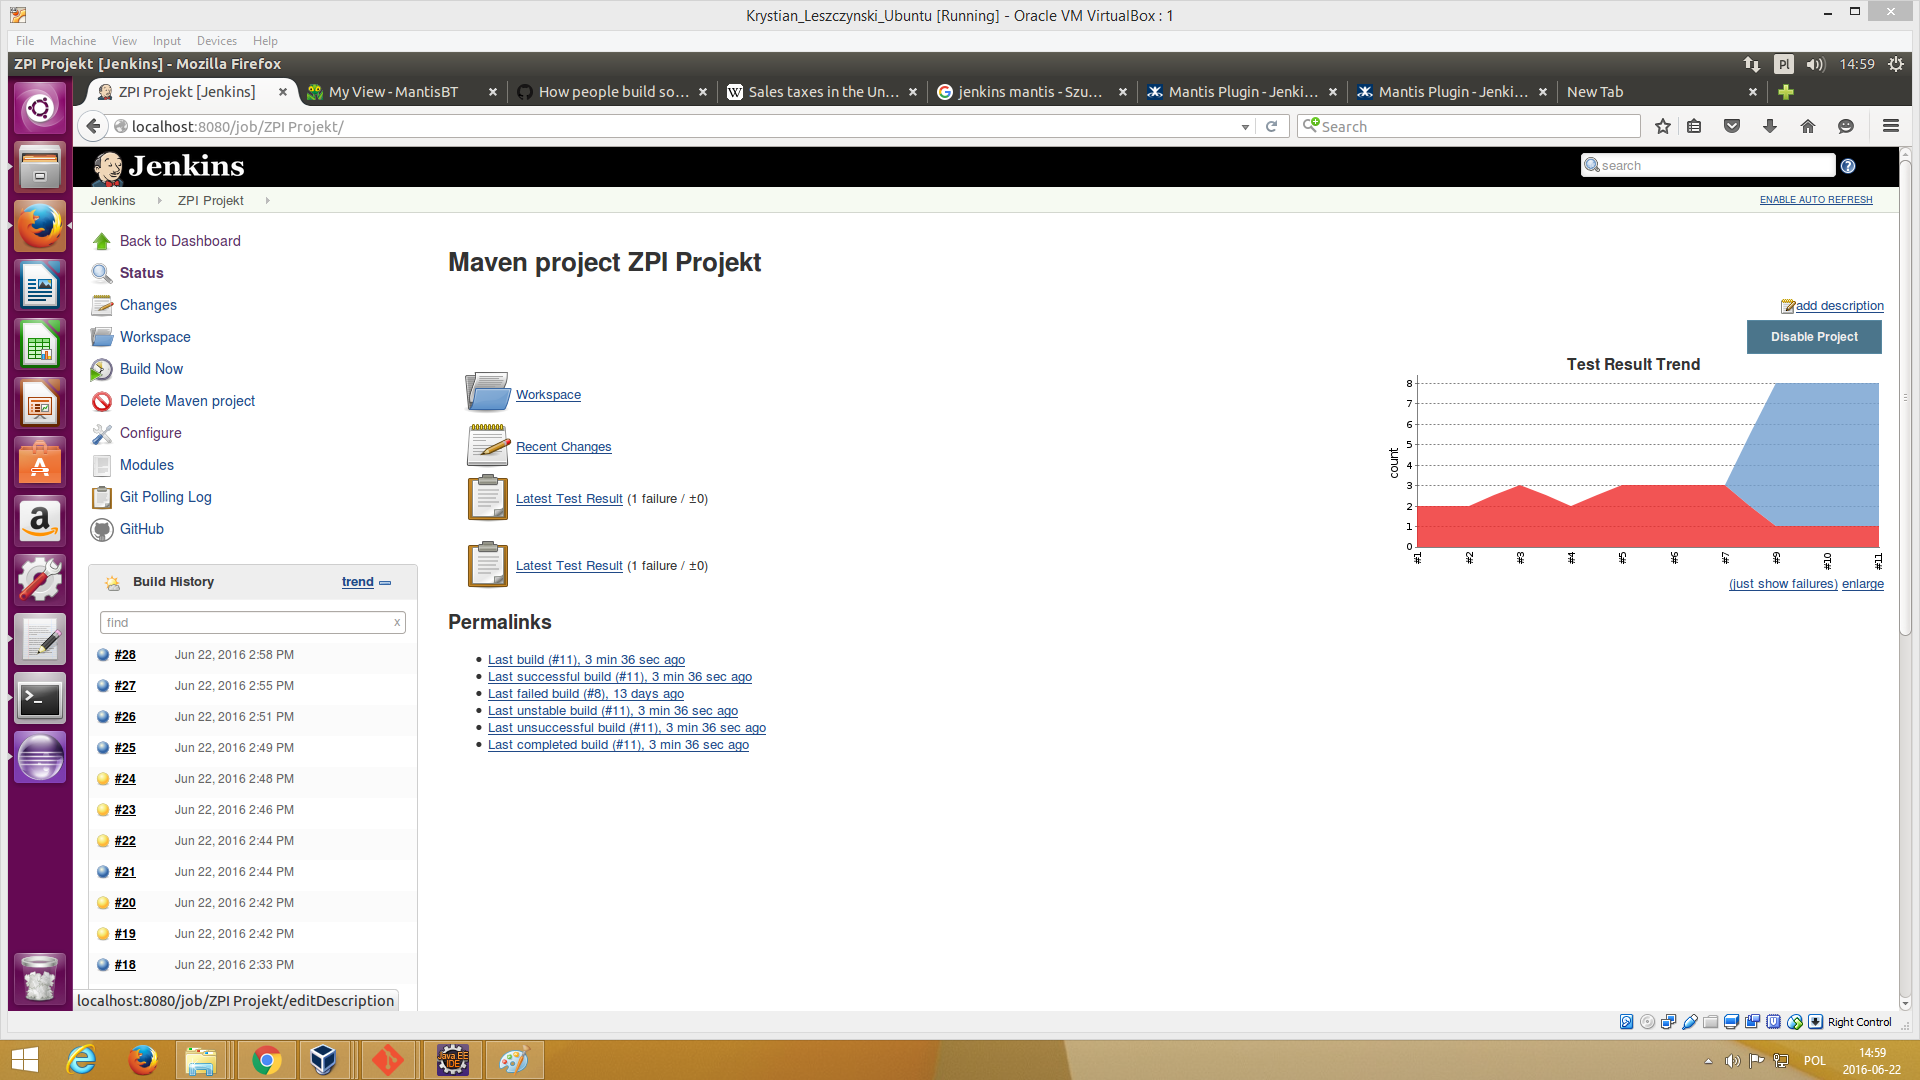 Krystian_Leszczynski_Ubuntu [Running] - Oracle VM VirtualBox : 1
File Machine View Input Devices Help
ZPI Projekt [Jenkins] - Mozilla Firefox
Pl 14:59
ZPI Projekt [Jenkins]
My View - MantisBT
How people build so...
Sales taxes in the Un...
jenkins mantis - Szu...
Mantis Plugin - Jenki...
Mantis Plugin - Jenki...
New Tab
localhost:8080/job/ZPI Projekt/
Search
Jenkins
search
Jenkins
ZPI Projekt
ENABLE AUTO REFRESH
Back to Dashboard
Status
Changes
Workspace
Build Now
Delete Maven project
Configure
Modules
Git Polling Log
GitHub
Build History
trend
find
x
#28 Jun 22, 2016 2:58 PM
#27 Jun 22, 2016 2:55 PM
#26 Jun 22, 2016 2:51 PM
#25 Jun 22, 2016 2:49 PM
#24 Jun 22, 2016 2:48 PM
#23 Jun 22, 2016 2:46 PM
#22 Jun 22, 2016 2:44 PM
#21 Jun 22, 2016 2:44 PM
#20 Jun 22, 2016 2:42 PM
#19 Jun 22, 2016 2:42 PM
#18 Jun 22, 2016 2:33 PM
localhost:8080/job/ZPI Projekt/editDescription
Maven project ZPI Projekt
add description
Disable Project
Workspace
Recent Changes
Latest Test Result (1 failure / ±0)
Latest Test Result (1 failure / ±0)
Permalinks
Last build (#11), 3 min 36 sec ago
Last successful build (#11), 3 min 36 sec ago
Last failed build (#8), 13 days ago
Last unstable build (#11), 3 min 36 sec ago
Last unsuccessful build (#11), 3 min 36 sec ago
Last completed build (#11), 3 min 36 sec ago
Test Result Trend
count
8
7
6
5
4
3
2
1
0
#1 #2 #3 #4 #5 #6 #7 #9 #10 #11
(just show failures) enlarge
Right Control
Java EE
IDE
POL
14:59
2016-06-22